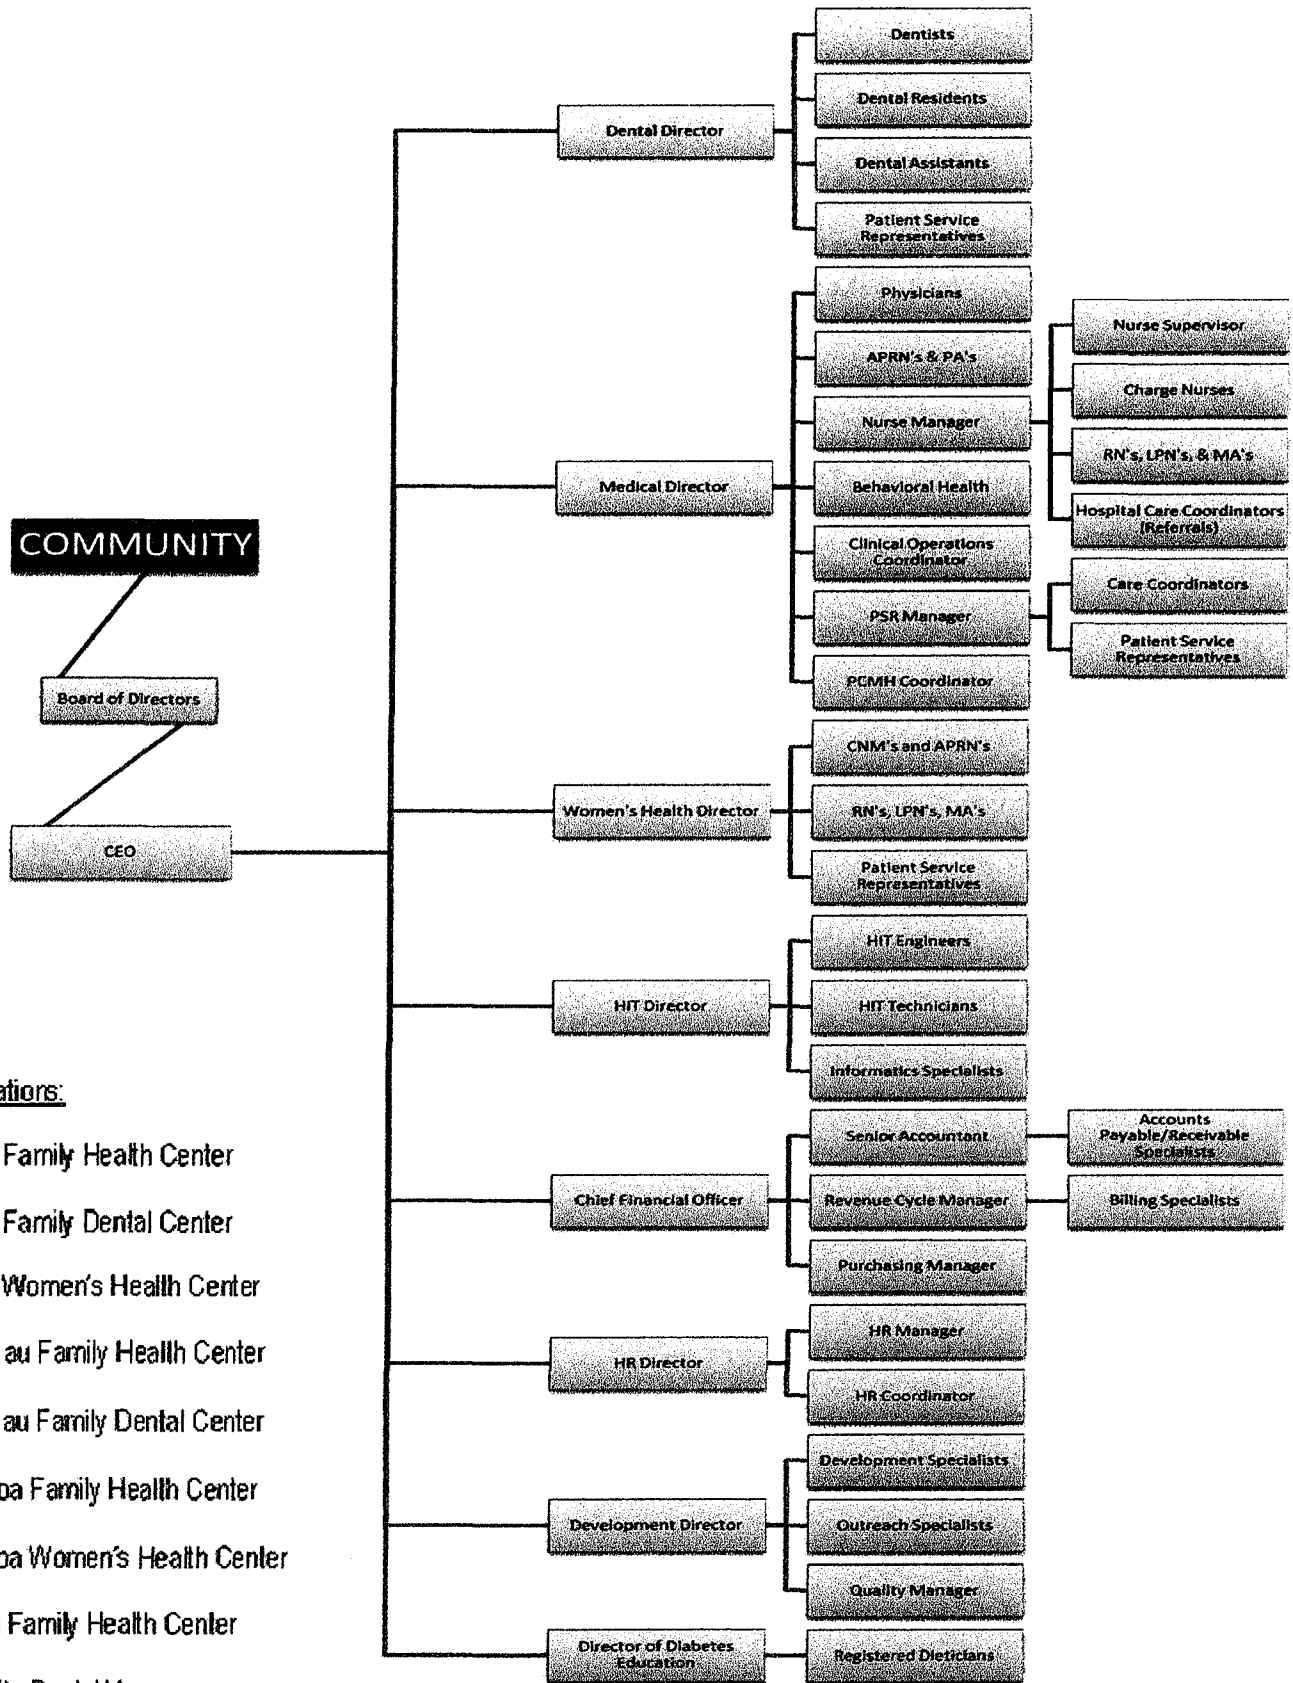 COMMUNITY
Board of Directors
CEO
Dental Director
Dentists
Dental Residents
Dental Assistants
Patient Service
Representatives
Medical Director
Physicians
APRN's & PA's
Nurse Manager
Nurse Supervisor
Charge Nurses
RN's, LPN's, & MA's
Hospital Care Coordinators
(Referrals)
Behavioral Health
Clinical Operations
Coordinator
PSR Manager
Care Coordinators
Patient Service
Representatives
PCMH Coordinator
Women's Health Director
CNM's and APRN's
RN's, LPN's, MA's
Patient Service
Representatives
HIT Director
HIT Engineers
HIT Technicians
Informatics Specialists
Chief Financial Officer
Senior Accountant
Accounts
Payable/Receivable
Specialists
Revenue Cycle Manager
Billing Specialists
Purchasing Manager
HR Director
HR Manager
HR Coordinator
Development Director
Development Specialists
Outreach Specialists
Quality Manager
Director of Diabetes
Education
Registered Dieticians
ations:
Family Health Center
Family Dental Center
Women's Health Center
au Family Health Center
au Family Dental Center
oa Family Health Center
oa Women's Health Center
Family Health Center